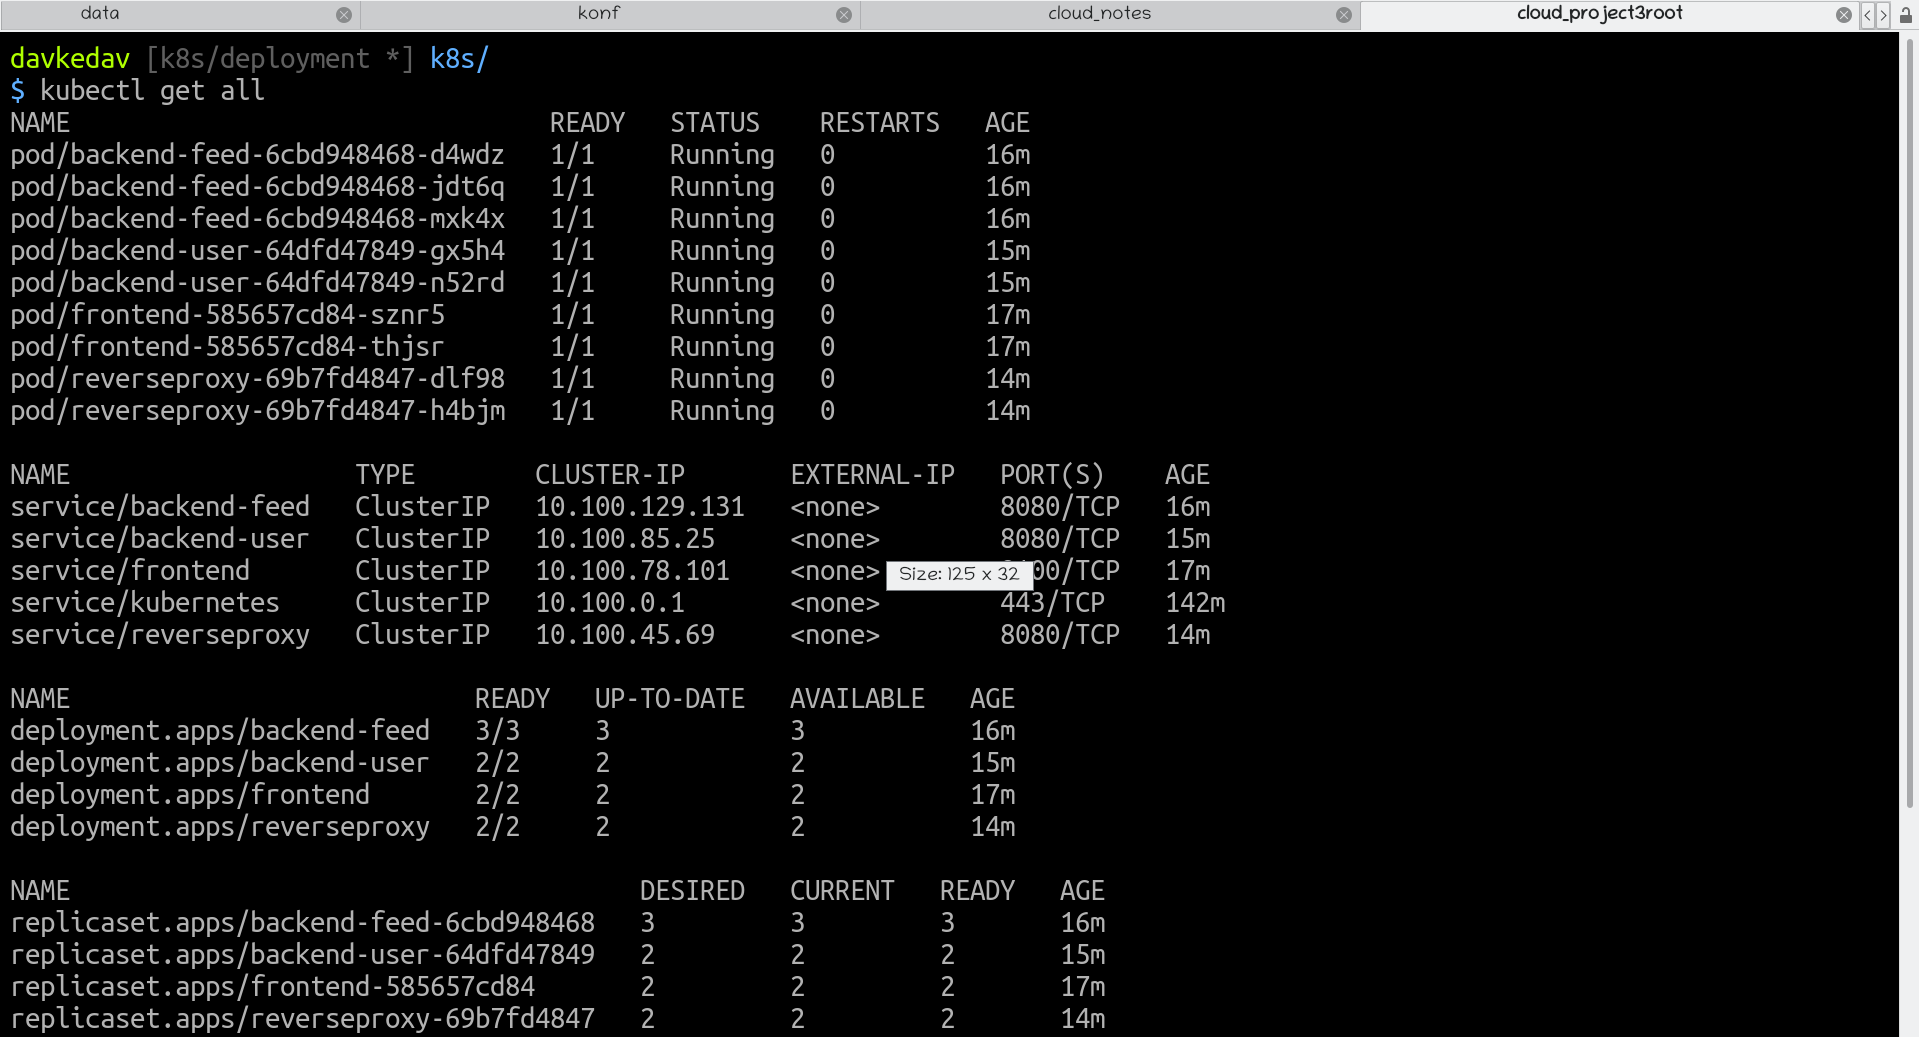 data konf cloud_notes cloud_project3root
davkedav [k8s/deployment *] k8s/
$ kubectl get all
NAME READY STATUS RESTARTS AGE
pod/backend-feed-6cbd948468-d4wdz 1/1 Running 0 16m
pod/backend-feed-6cbd948468-jdt6q 1/1 Running 0 16m
pod/backend-feed-6cbd948468-mxk4x 1/1 Running 0 16m
pod/backend-user-64dfd47849-gx5h4 1/1 Running 0 15m
pod/backend-user-64dfd47849-n52rd 1/1 Running 0 15m
pod/frontend-585657cd84-sznr5 1/1 Running 0 17m
pod/frontend-585657cd84-thjsr 1/1 Running 0 17m
pod/reverseproxy-69b7fd4847-dlf98 1/1 Running 0 14m
pod/reverseproxy-69b7fd4847-h4bjm 1/1 Running 0 14m
NAME TYPE CLUSTER-IP EXTERNAL-IP PORT(S) AGE
service/backend-feed ClusterIP 10.100.129.131 <none> 8080/TCP 16m
service/backend-user ClusterIP 10.100.85.25 <none> 8080/TCP 15m
service/frontend ClusterIP 10.100.78.101 <none> 17m
Size: 125 x 32
service/kubernetes ClusterIP 10.100.0.1 <none> 443/TCP 142m
service/reverseproxy ClusterIP 10.100.45.69 <none> 8080/TCP 14m
NAME READY UP-TO-DATE AVAILABLE AGE
deployment.apps/backend-feed 3/3 3 3 16m
deployment.apps/backend-user 2/2 2 2 15m
deployment.apps/frontend 2/2 2 2 17m
deployment.apps/reverseproxy 2/2 2 2 14m
NAME DESIRED CURRENT READY AGE
replicaset.apps/backend-feed-6cbd948468 3 3 3 16m
replicaset.apps/backend-user-64dfd47849 2 2 2 15m
replicaset.apps/frontend-585657cd84 2 2 2 17m
replicaset.apps/reverseproxy-69b7fd4847 2 2 2 14m